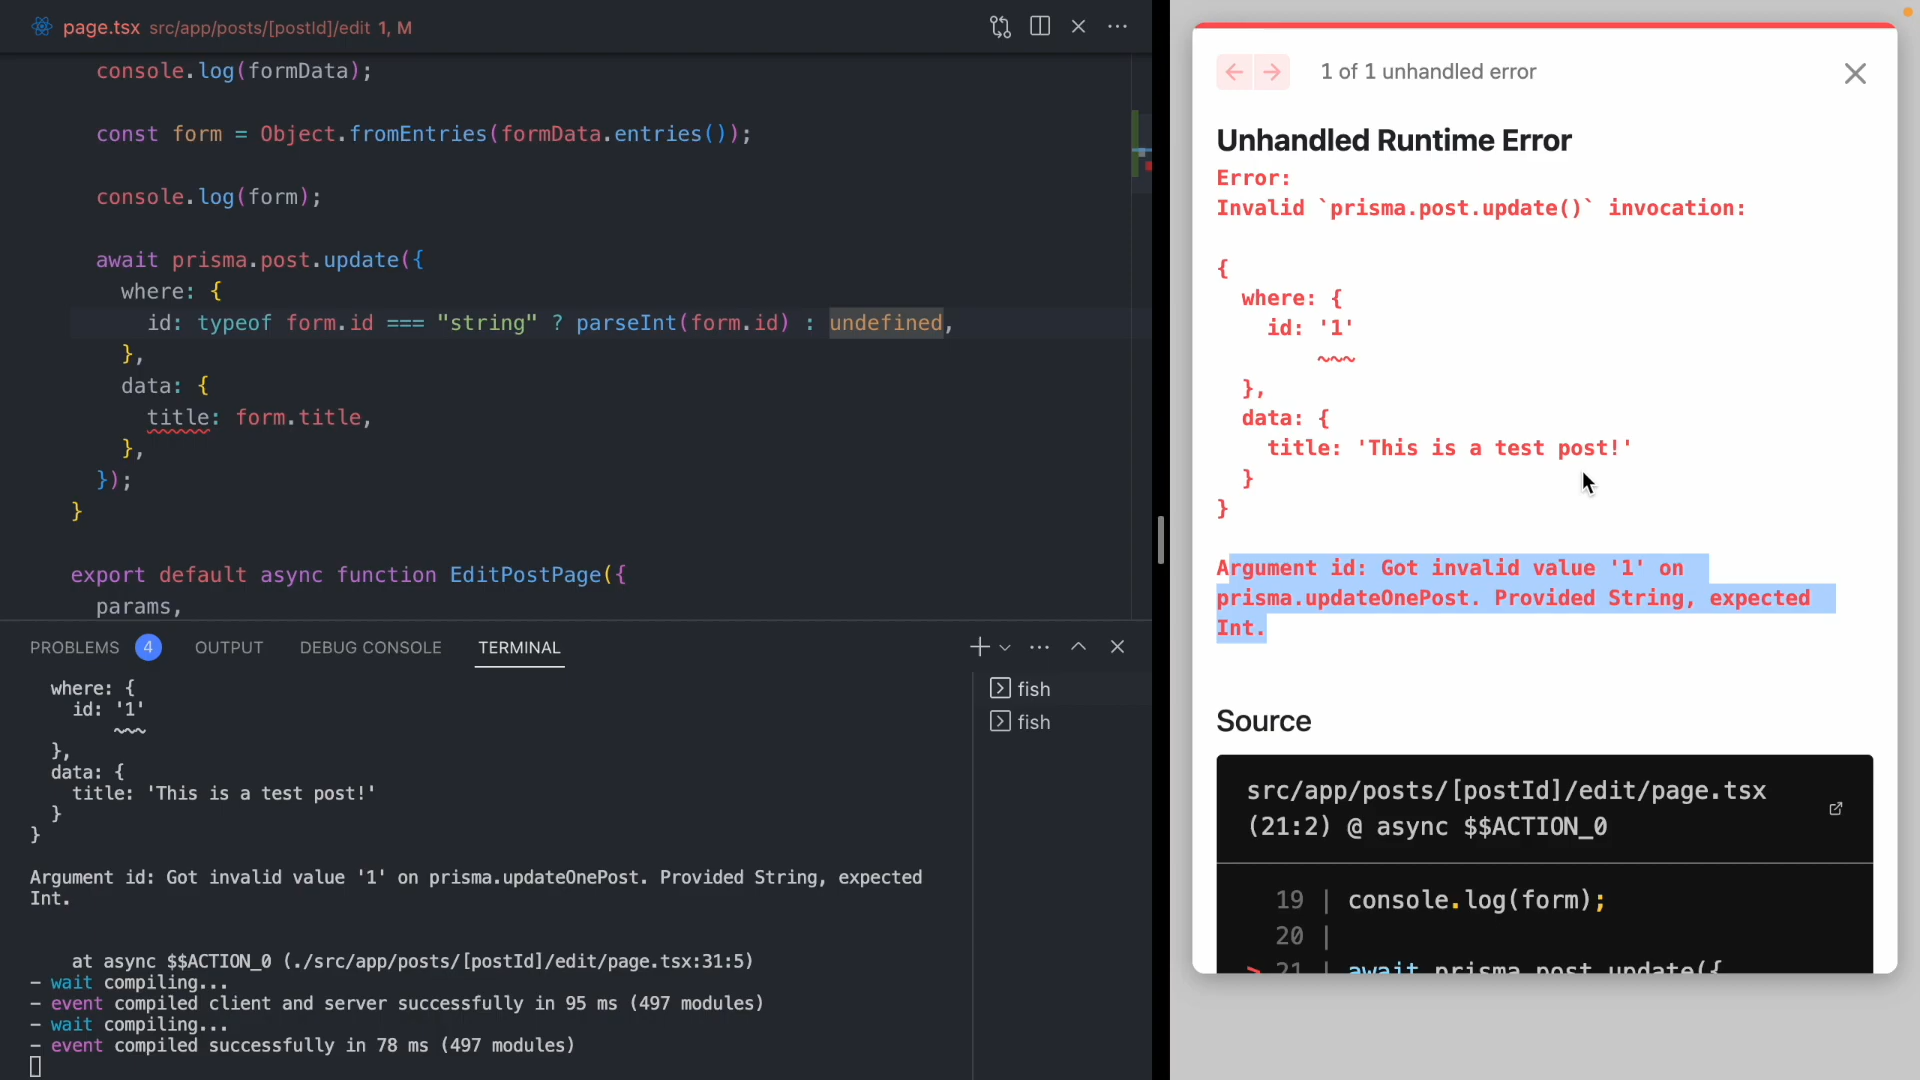 page.tsx src/app/posts/[postId]/edit 1, M
console.log(formData);
const form = Object.fromEntries(formData.entries());
console.log(form);
await prisma.post.update({
where: {
id: typeof form.id === "string" ? parseInt(form.id) : undefined,
},
data: {
title: form.title,
},
});
}
export default async function EditPostPage({
params,
PROBLEMS 4 OUTPUT DEBUG CONSOLE TERMINAL
where: {
id: '1'
~~~
},
data: {
title: 'This is a test post!'
}
}
Argument id: Got invalid value '1' on prisma.updateOnePost. Provided String, expected
Int.
at async $$ACTION_0 (./src/app/posts/[postId]/edit/page.tsx:31:5)
- wait compiling...
- event compiled client and server successfully in 95 ms (497 modules)
- wait compiling...
- event compiled successfully in 78 ms (497 modules)
fish
fish
1 of 1 unhandled error
Unhandled Runtime Error
Error:
Invalid `prisma.post.update()` invocation:
{
where: {
id: '1'
~~~
},
data: {
title: 'This is a test post!'
}
}
Argument id: Got invalid value '1' on
prisma.updateOnePost. Provided String, expected
Int.
Source
src/app/posts/[postId]/edit/page.tsx
(21:2) @ async $$ACTION_0
19 | console.log(form);
20 |
> 21 | await prisma.post.update({